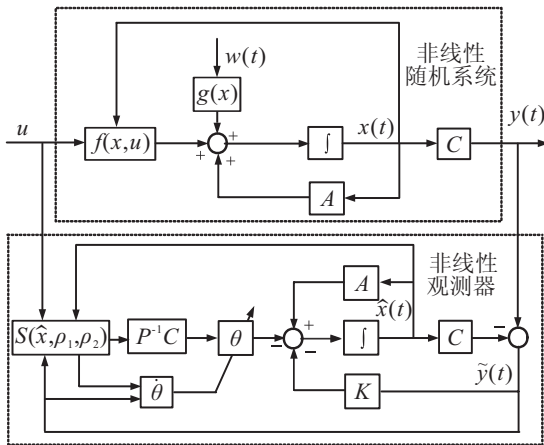 非线性
随机系统
w(t)
g(x)
u
f(x,u)
+
+
+
∫
x(t)
C
y(t)
A
非线性
观测器
A
x̂(t)
S(x̂,ρ₁,ρ₂)
P⁻¹C
θ
−
+
−
∫
C
−
−
ỹ(t)
θ̇
K